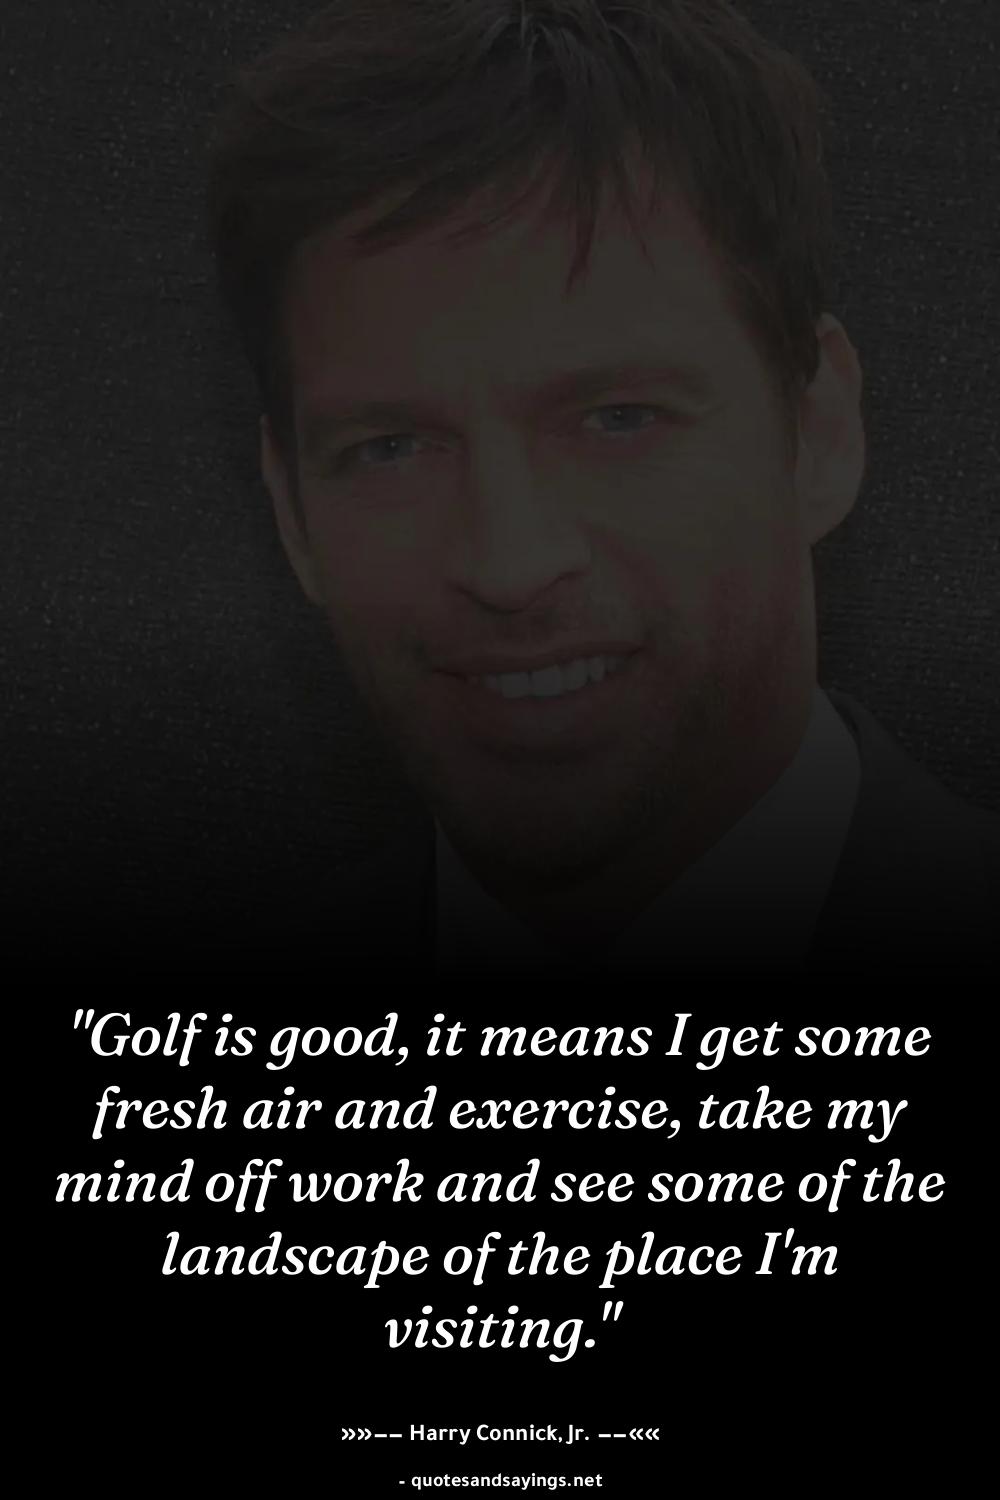 "Golf is good, it means I get some
fresh air and exercise, take my
mind off work and see some of the
landscape of the place I'm
visiting."
»»−− Harry Connick, Jr. −−««
- quotesandsayings.net